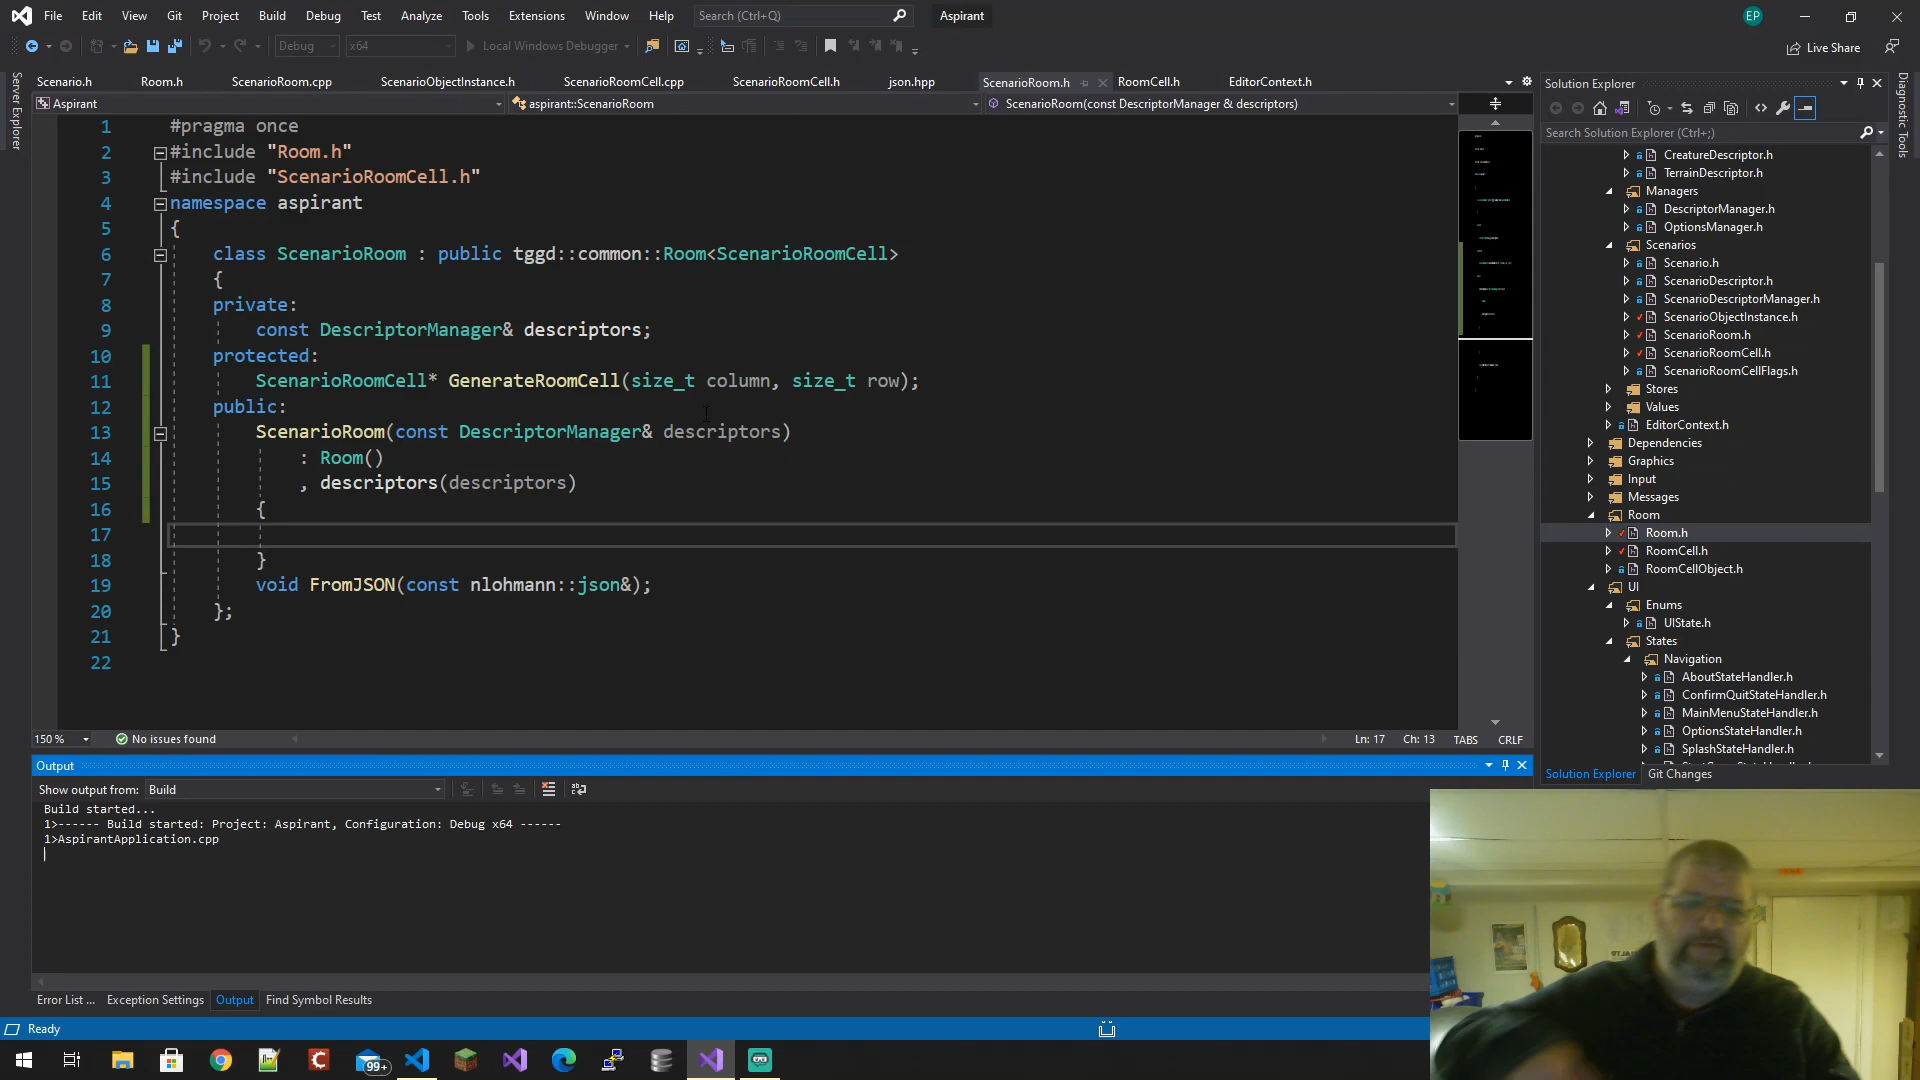 File Edit View Git Project Build Debug Test Analyze Tools Extensions Window Help Search (Ctrl+Q) Aspirant EP
Debug x64 Local Windows Debugger Live Share
Scenario.h Room.h ScenarioRoom.cpp ScenarioObjectInstance.h ScenarioRoomCell.cpp ScenarioRoomCell.h json.hpp ScenarioRoom.h RoomCell.h EditorContext.h
Aspirant aspirant::ScenarioRoom ScenarioRoom(const DescriptorManager & descriptors)
Server Explorer
1 #pragma once
2 #include "Room.h"
3 #include "ScenarioRoomCell.h"
4 namespace aspirant
5 {
6 class ScenarioRoom : public tggd::common::Room<ScenarioRoomCell>
7 {
8 private:
9 const DescriptorManager& descriptors;
10 protected:
11 ScenarioRoomCell* GenerateRoomCell(size_t column, size_t row);
12 public:
13 ScenarioRoom(const DescriptorManager& descriptors)
14 : Room()
15 , descriptors(descriptors)
16 {
17
18 }
19 void FromJSON(const nlohmann::json&);
20 };
21 }
22
150 % No issues found Ln: 17 Ch: 13 TABS CRLF
Output
Show output from: Build
Build started...
1>------ Build started: Project: Aspirant, Configuration: Debug x64 ------
1>AspirantApplication.cpp
Error List ... Exception Settings Output Find Symbol Results
Ready
99+
Solution Explorer
Search Solution Explorer (Ctrl+;)
CreatureDescriptor.h
TerrainDescriptor.h
Managers
DescriptorManager.h
OptionsManager.h
Scenarios
Scenario.h
ScenarioDescriptor.h
ScenarioDescriptorManager.h
ScenarioObjectInstance.h
ScenarioRoom.h
ScenarioRoomCell.h
ScenarioRoomCellFlags.h
Stores
Values
EditorContext.h
Dependencies
Graphics
Input
Messages
Room
Room.h
RoomCell.h
RoomCellObject.h
UI
Enums
UIState.h
States
Navigation
AboutStateHandler.h
ConfirmQuitStateHandler.h
MainMenuStateHandler.h
OptionsStateHandler.h
SplashStateHandler.h
Solution Explorer Git Changes
Diagnostic Tools